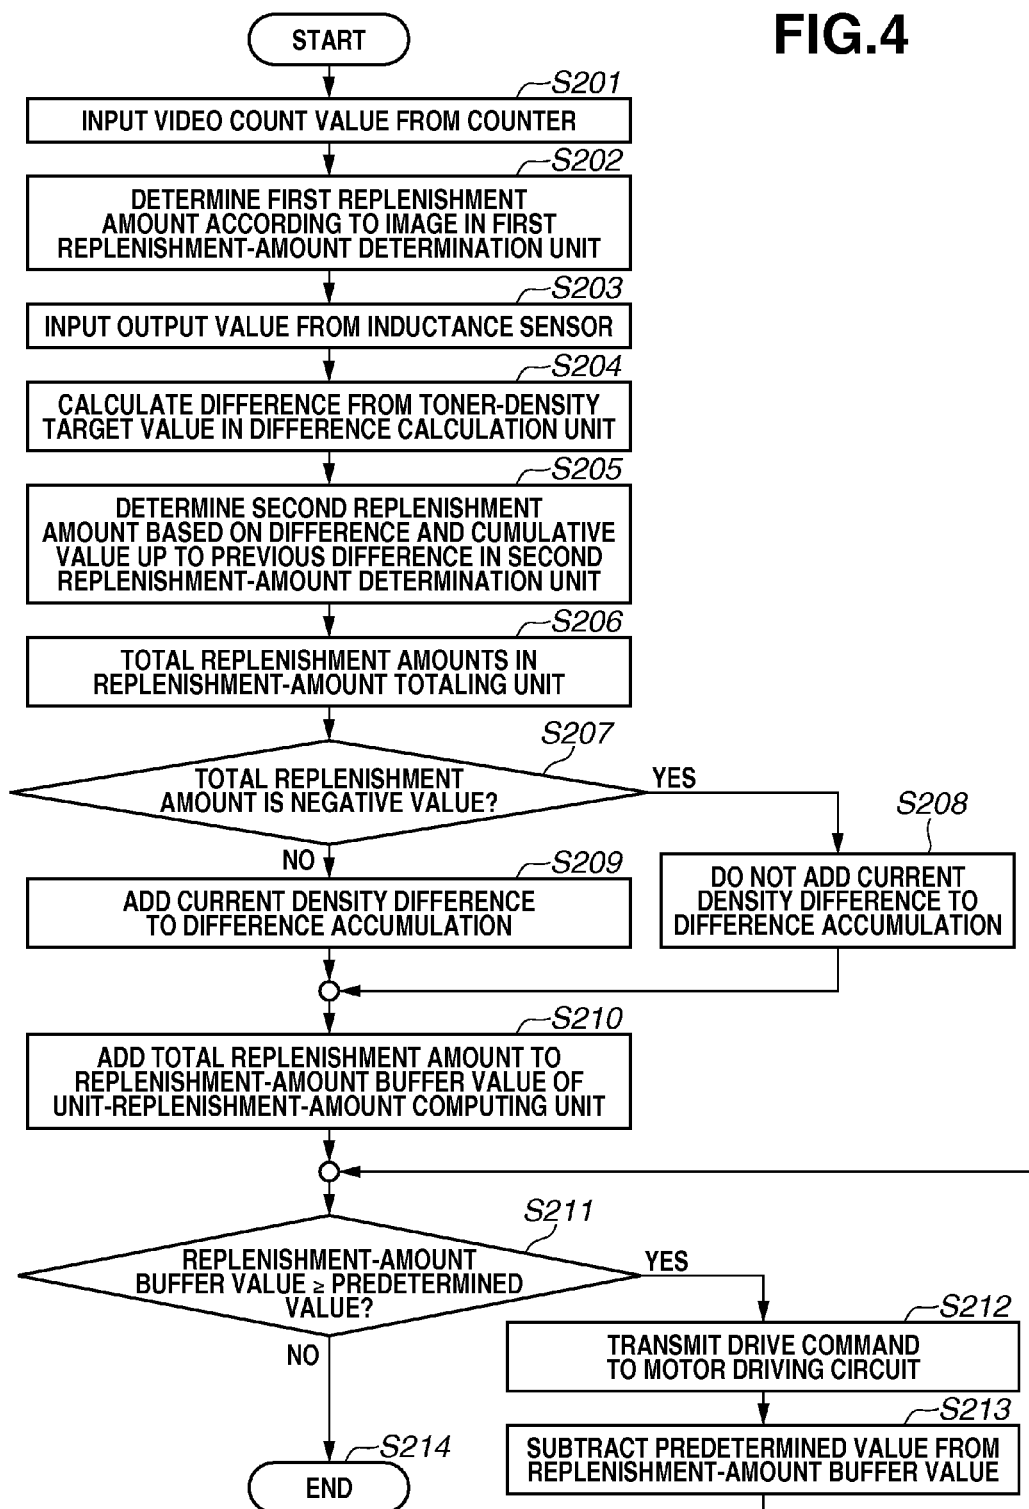 FIG.4
START
S201
INPUT VIDEO COUNT VALUE FROM COUNTER
S202
DETERMINE FIRST REPLENISHMENT
AMOUNT ACCORDING TO IMAGE IN FIRST
REPLENISHMENT-AMOUNT DETERMINATION UNIT
S203
INPUT OUTPUT VALUE FROM INDUCTANCE SENSOR
S204
CALCULATE DIFFERENCE FROM TONER-DENSITY
TARGET VALUE IN DIFFERENCE CALCULATION UNIT
S205
DETERMINE SECOND REPLENISHMENT
AMOUNT BASED ON DIFFERENCE AND CUMULATIVE
VALUE UP TO PREVIOUS DIFFERENCE IN SECOND
REPLENISHMENT-AMOUNT DETERMINATION UNIT
S206
TOTAL REPLENISHMENT AMOUNTS IN
REPLENISHMENT-AMOUNT TOTALING UNIT
S207
TOTAL REPLENISHMENT
AMOUNT IS NEGATIVE VALUE?
YES
S208
DO NOT ADD CURRENT
DENSITY DIFFERENCE TO
DIFFERENCE ACCUMULATION
NO
S209
ADD CURRENT DENSITY DIFFERENCE
TO DIFFERENCE ACCUMULATION
S210
ADD TOTAL REPLENISHMENT AMOUNT TO
REPLENISHMENT-AMOUNT BUFFER VALUE OF
UNIT-REPLENISHMENT-AMOUNT COMPUTING UNIT
S211
REPLENISHMENT-AMOUNT
BUFFER VALUE ≥ PREDETERMINED
VALUE?
YES
S212
TRANSMIT DRIVE COMMAND
TO MOTOR DRIVING CIRCUIT
S213
SUBTRACT PREDETERMINED VALUE FROM
REPLENISHMENT-AMOUNT BUFFER VALUE
NO
S214
END